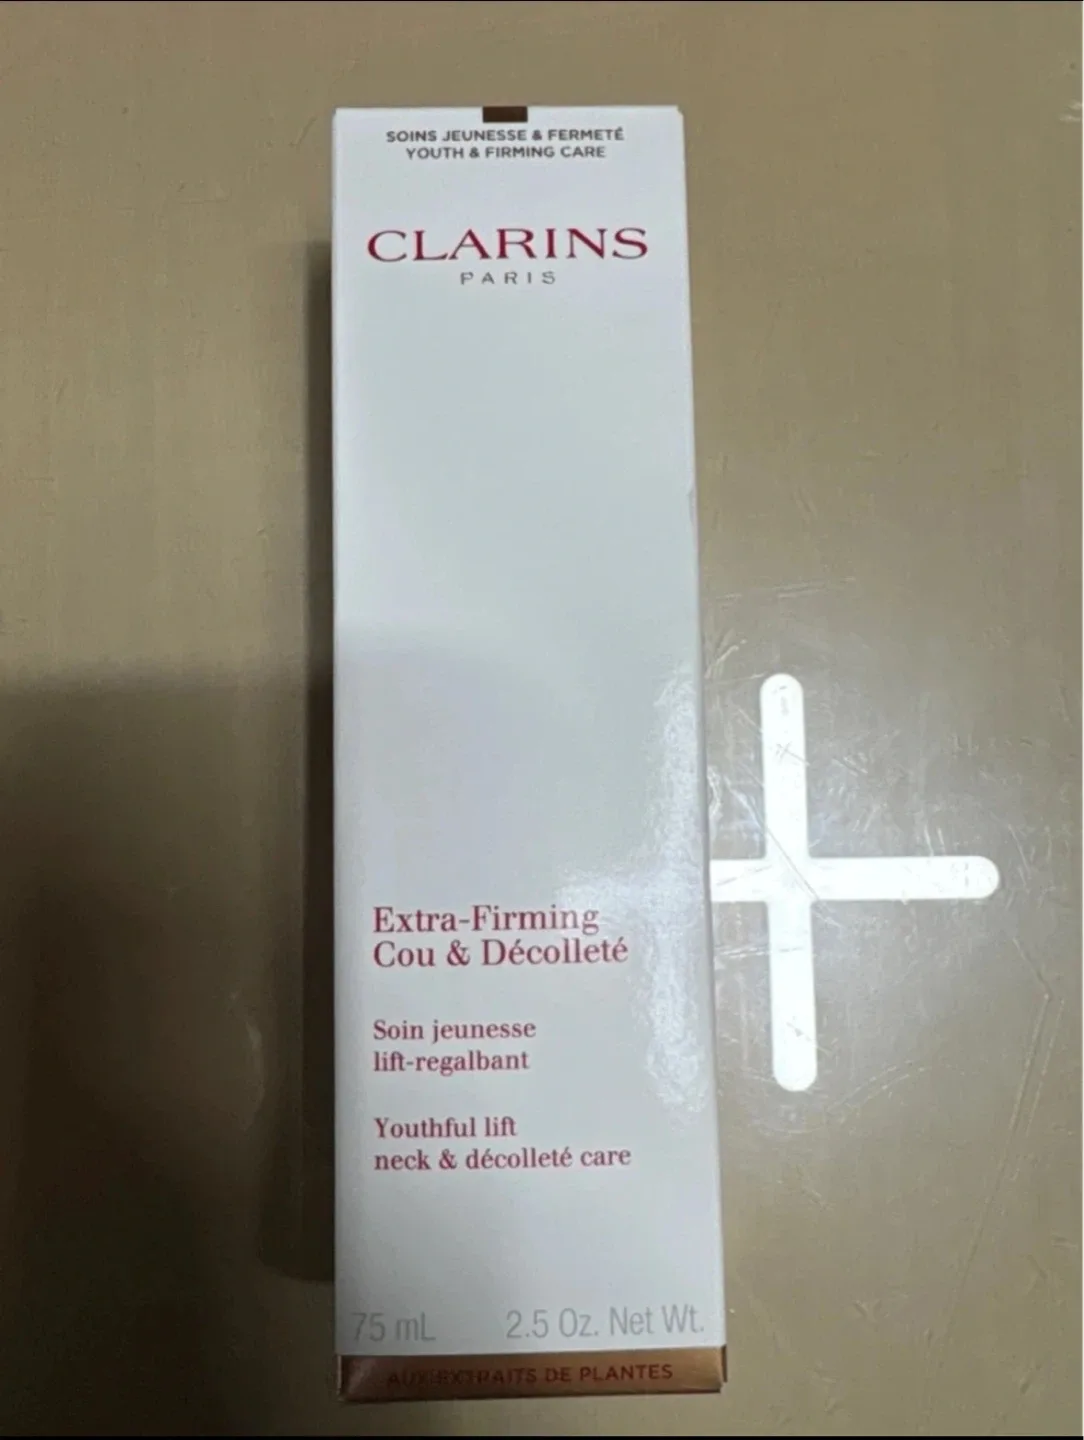 SOINS JEUNESSE & FERMETÉ
YOUTH & FIRMING CARE
CLARINS
PARIS
Extra-Firming
Cou & Décolleté
Soin jeunesse
lift-regalbant
Youthful lift
neck & décolleté care
75 mL 2.5 Oz. Net Wt.
AUX EXTRAITS DE PLANTES